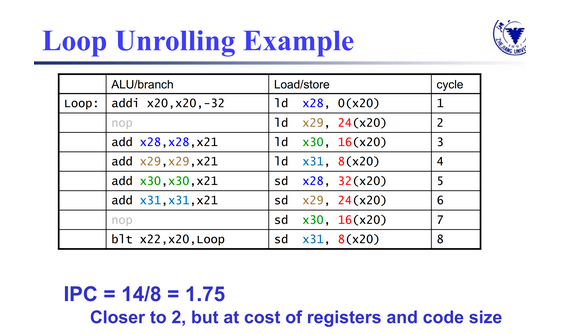 Loop Unrolling Example
ALU/branch Load/store cycle
Loop: addi x20,x20,-32 ld x28, 0(x20) 1
nop ld x29, 24(x20) 2
add x28,x28,x21 ld x30, 16(x20) 3
add x29,x29,x21 ld x31, 8(x20) 4
add x30,x30,x21 sd x28, 32(x20) 5
add x31,x31,x21 sd x29, 24(x20) 6
nop sd x30, 16(x20) 7
blt x22,x20,Loop sd x31, 8(x20) 8
IPC = 14/8 = 1.75
Closer to 2, but at cost of registers and code size